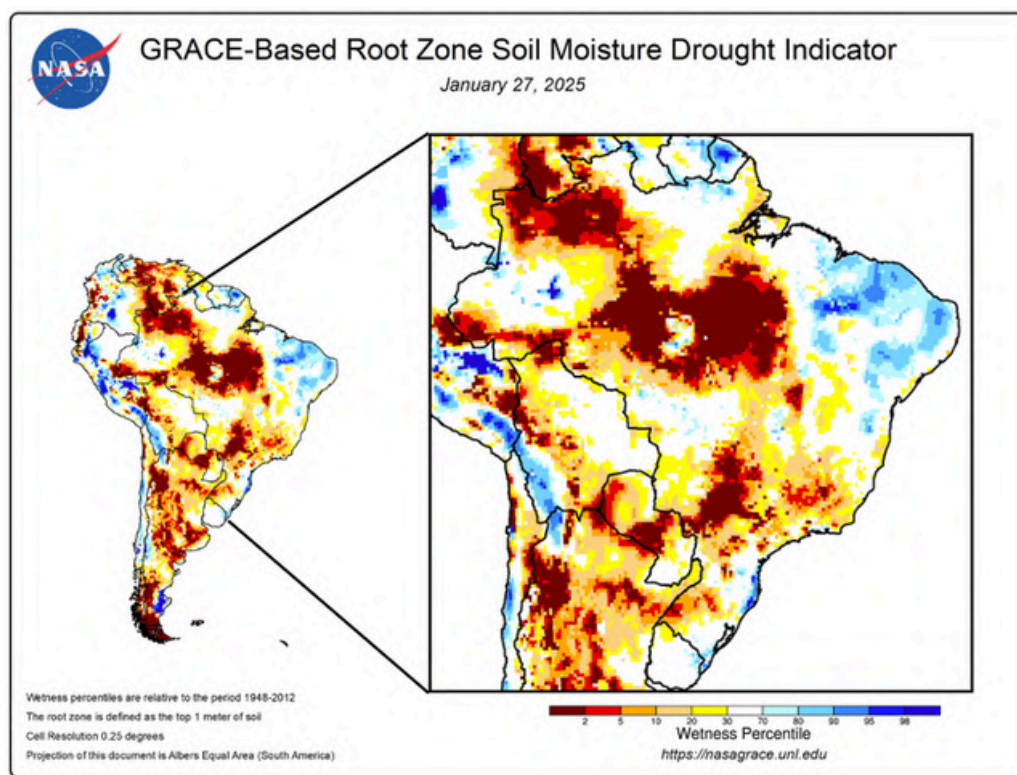 NASA
GRACE-Based Root Zone Soil Moisture Drought Indicator
January 27, 2025
Wetness percentiles are relative to the period 1948-2012
The root zone is defined as the top 1 meter of soil
Cell Resolution 0.25 degrees
Projection of this document is Albers Equal Area (South America)
2 5 10 20 30 70 80 90 95 98
Wetness Percentile
https://nasagrace.unl.edu